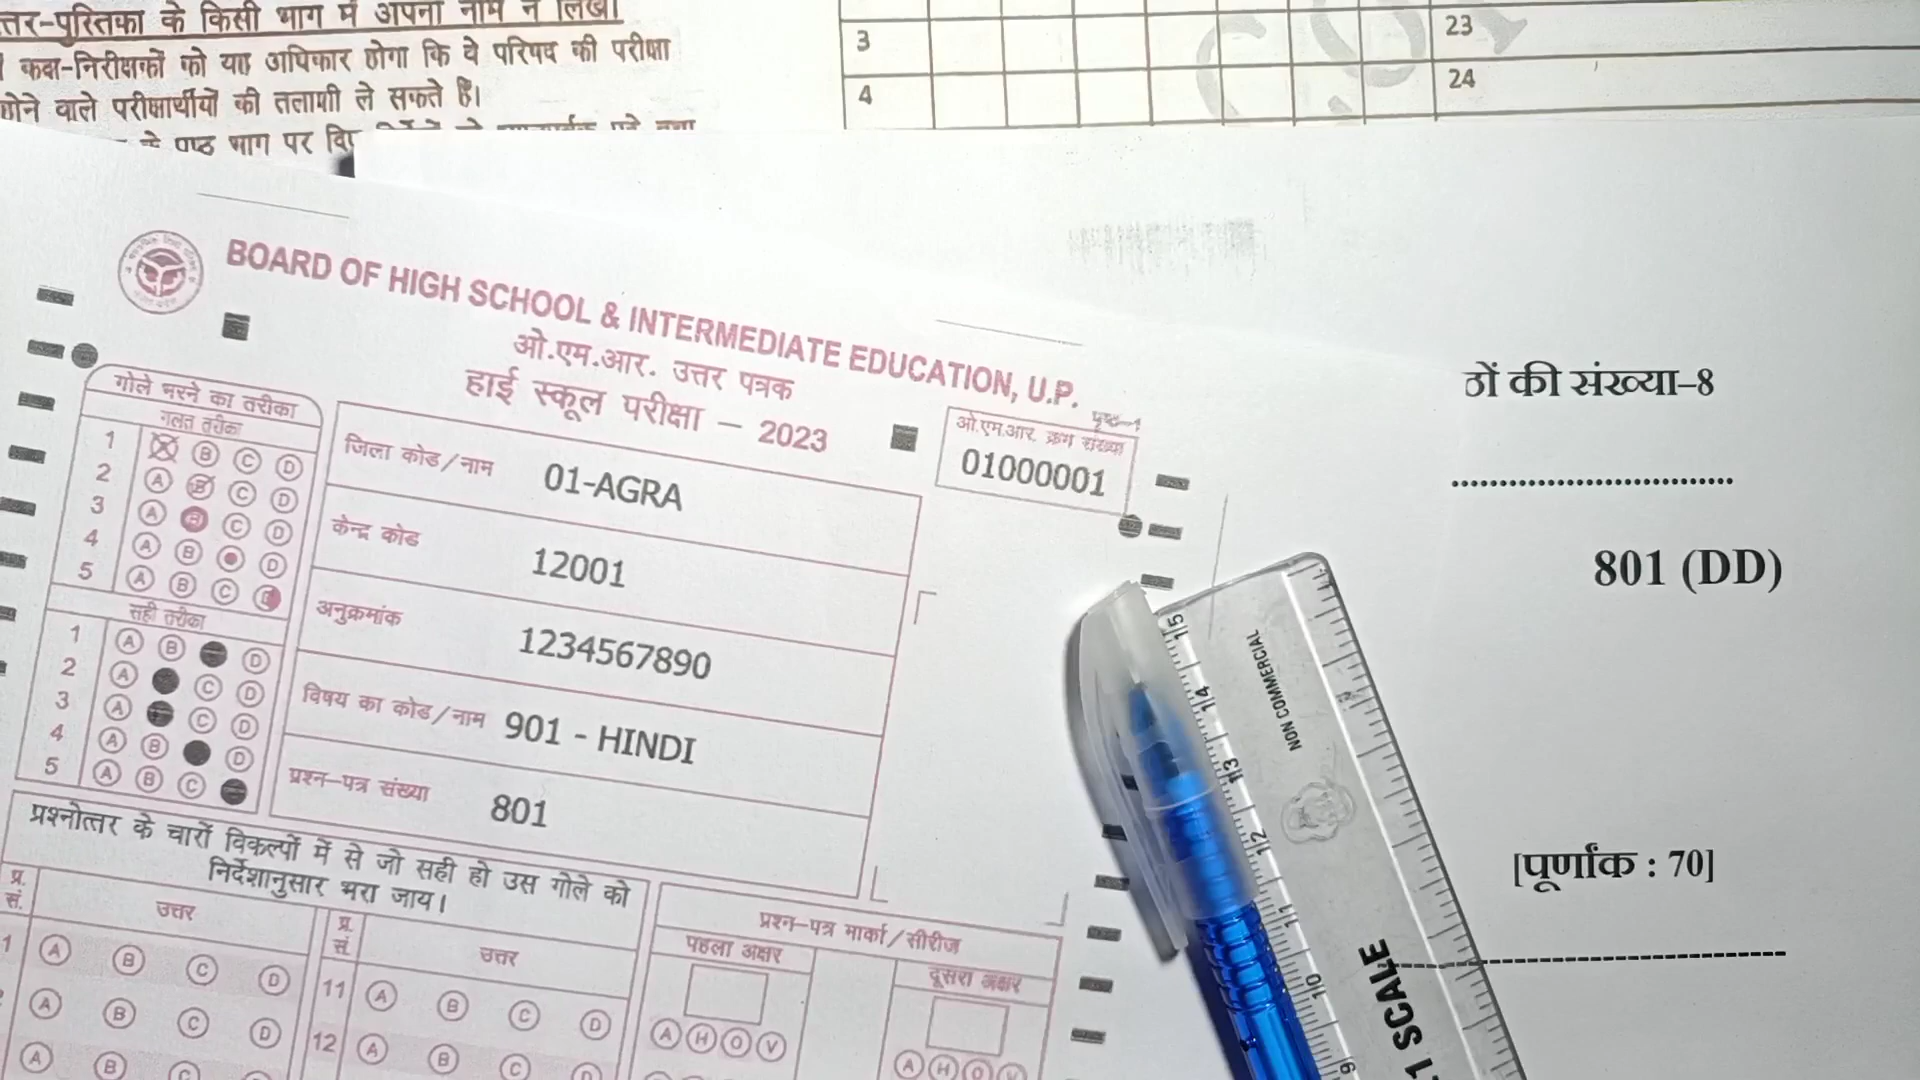 त्तर-पुस्तिका के किसी भाग में अपना नाम न लिखें।
कक्ष-निरीक्षकों को यह अधिकार होगा कि वे परिषद की परीक्षा
होने वाले परीक्षार्थीयों की तलाशी ले सकते हैं।
के पृष्ठ भाग पर दिए
3
23
4
24
BOARD OF HIGH SCHOOL & INTERMEDIATE EDUCATION, U.P.
ओ.एम.आर. उत्तर पत्रक
हाई स्कूल परीक्षा – 2023
पृष्ठ-1
ओ.एम.आर. क्रम संख्या
01000001
गोले भरने का तरीका
गलत तरीका
1 B C D
2 A B C D
3 A B C D
4 A B D
5 A B C
सही तरीका
1 A B D
2 A C D
3 A C D
4 A B D
5 A B C
जिला कोड/नाम 01-AGRA
केन्द्र कोड 12001
अनुक्रमांक 1234567890
विषय का कोड/नाम 901 - HINDI
प्रश्न-पत्र संख्या 801
प्रश्नोत्तर के चारों विकल्पों में से जो सही हो उस गोले को
निर्देशानुसार भरा जाय।
प्र. सं. उत्तर प्र. सं. उत्तर
1 A B C D 11 A B C D
A B C D 12 A B C D
A B C
प्रश्न-पत्र मार्का/सीरीज
पहला अक्षर दूसरा अक्षर
A H O V
A H O V
ठों की संख्या-8
801 (DD)
[पूर्णांक : 70]
NON COMMERCIAL
15 14 13 12 11 10 9
1 SCALE